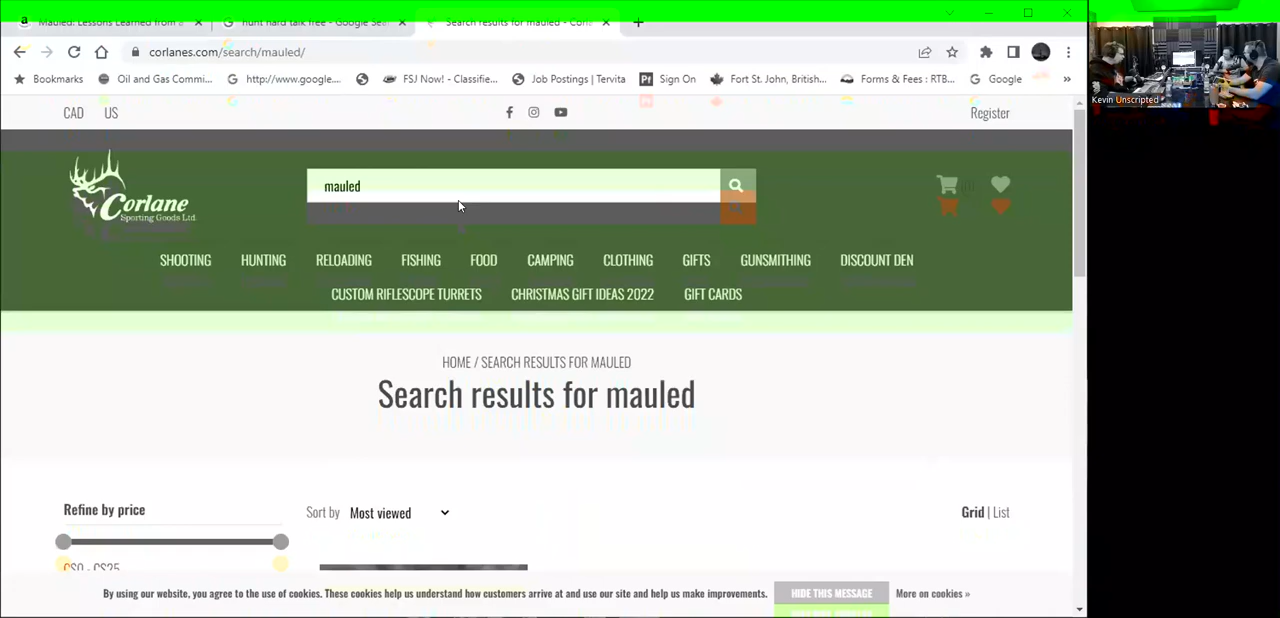 Mauled: Lessons Learned from a
hunt hard talk free - Google Sea
Search results for mauled - Corl
corlanes.com/search/mauled/
Bookmarks Oil and Gas Commi... http://www.google.... FSJ Now! - Classifie... Job Postings | Tervita Sign On Fort St. John, British... Forms & Fees : RTB... Google »
Kevin Unscripted
CAD US Register
Corlane
Sporting Goods Ltd.
mauled
SHOOTING HUNTING RELOADING FISHING FOOD CAMPING CLOTHING GIFTS GUNSMITHING DISCOUNT DEN
CUSTOM RIFLESCOPE TURRETS CHRISTMAS GIFT IDEAS 2022 GIFT CARDS
HOME / SEARCH RESULTS FOR MAULED
Search results for mauled
Refine by price
Sort by Most viewed
Grid | List
C$0 - C$25
By using our website, you agree to the use of cookies. These cookies help us understand how customers arrive at and use our site and help us make improvements. HIDE THIS MESSAGE More on cookies »